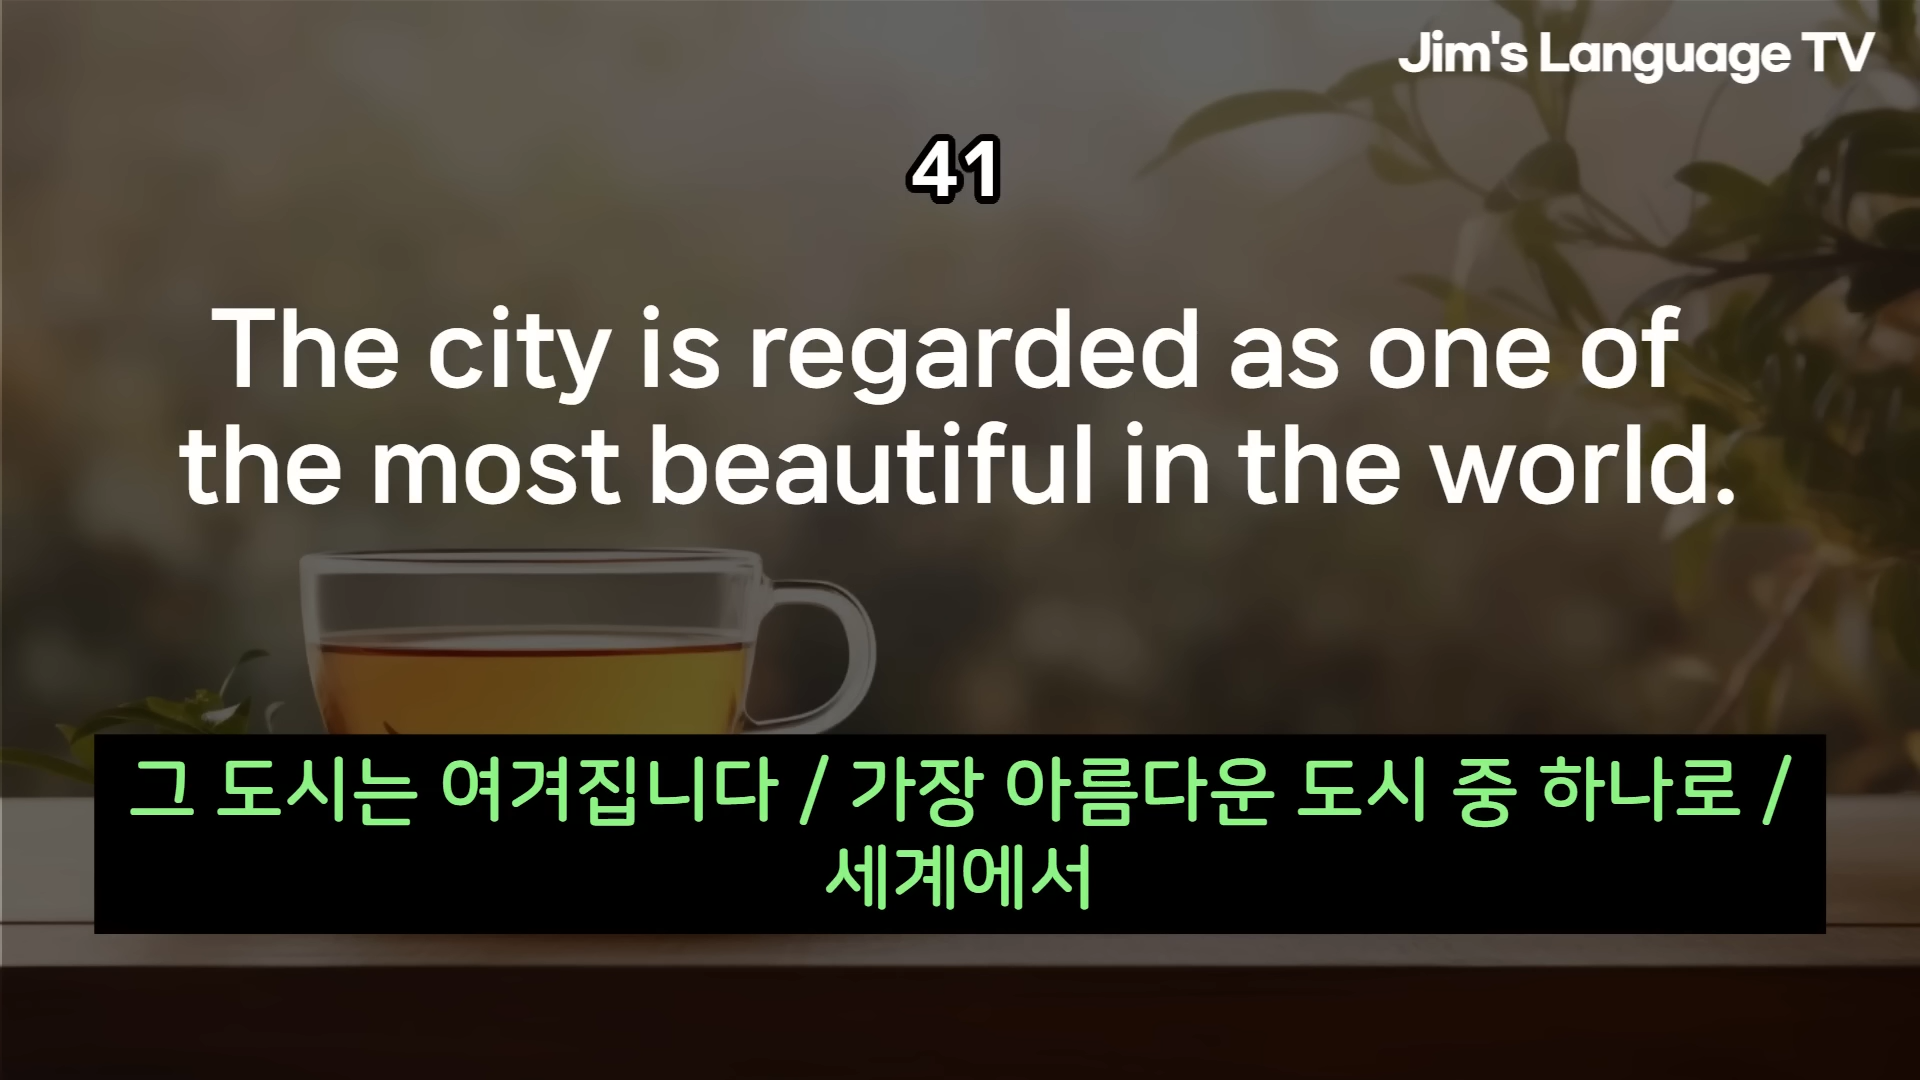 Jim's Language TV
41
The city is regarded as one of
the most beautiful in the world.
그 도시는 여겨집니다 / 가장 아름다운 도시 중 하나로 /
세계에서